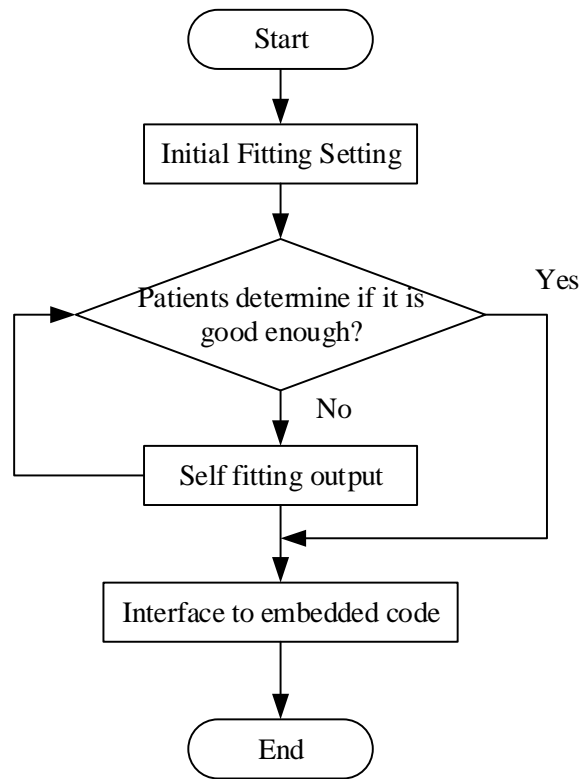 Start
Initial Fitting Setting
Yes
Patients determine if it is
good enough?
No
Self fitting output
Interface to embedded code
End